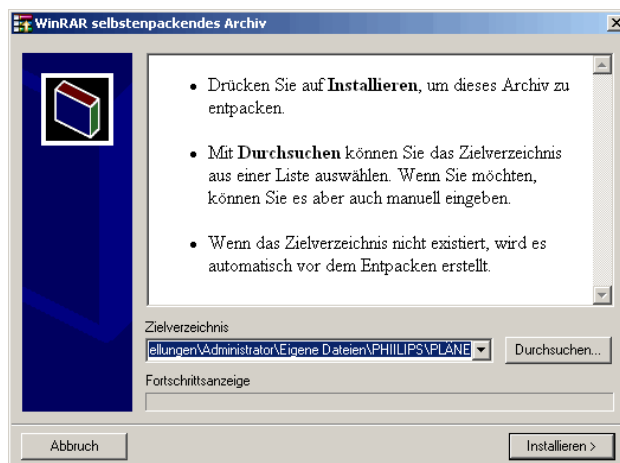 WinRAR selbstenpackendes Archiv
• Drücken Sie auf Installieren, um dieses Archiv zu
entpacken.
• Mit Durchsuchen können Sie das Zielverzeichnis
aus einer Liste auswählen. Wenn Sie möchten,
können Sie es aber auch manuell eingeben.
• Wenn das Zielverzeichnis nicht existiert, wird es
automatisch vor dem Entpacken erstellt.
Zielverzeichnis
ellungen\Administrator\Eigene Dateien\PHIILIPS\PLÄNE
Durchsuchen...
Fortschrittsanzeige
Abbruch
Installieren >